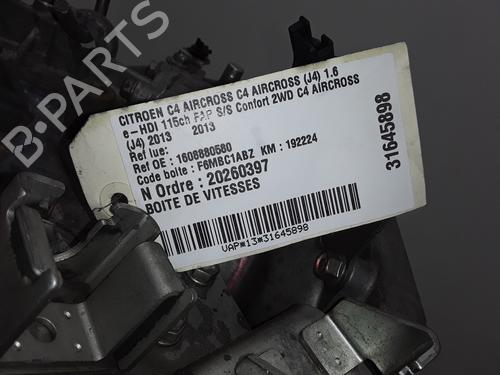 CITROEN C4 AIRCROSS C4 AIRCROSS (J4) 1.6
e-HDI 115ch FAP S/S Confort 2WD C4 AIRCROSS
(J4) 2013 2013
Ref lue:
Ref OE : 1606880580
Code boite : F6MBC1ABZ KM : 192224
N Ordre : 20260397
BOITE DE VITESSES
VAP*13*31645898
31645898
B-PARTS